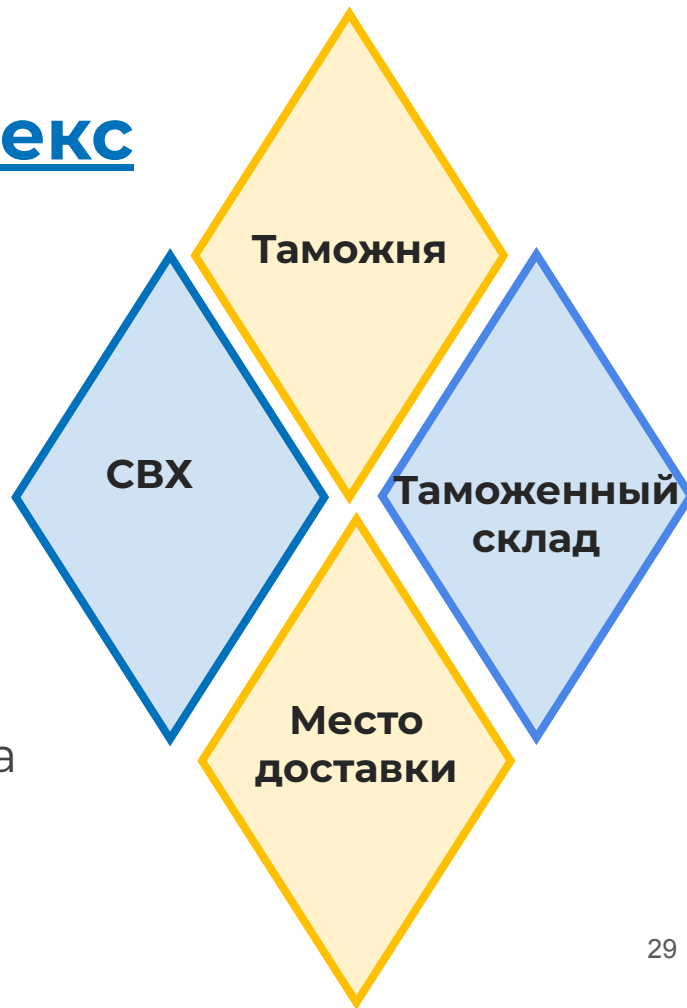 екс
Таможня
СВХ
Таможенный
склад
Место
доставки
а
29